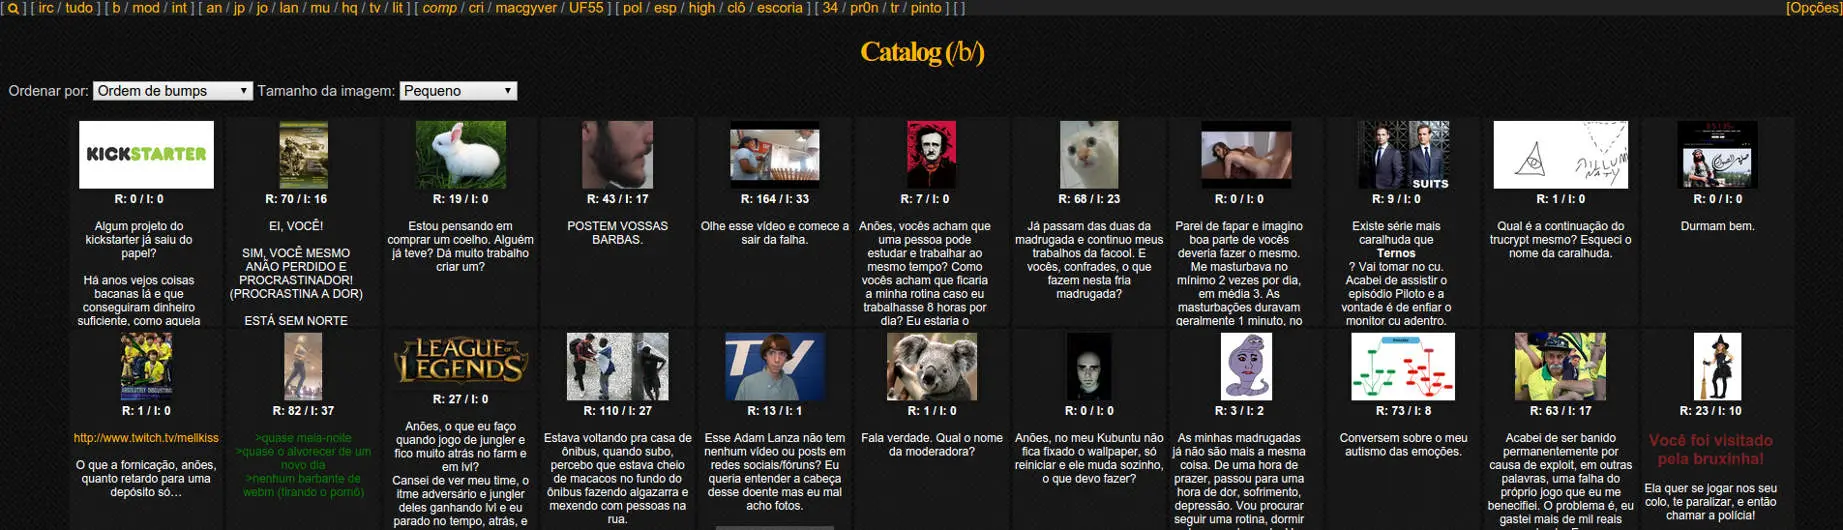 [ ] [ irc / tudo ] [ b / mod / int ] [ an / jp / jo / lan / mu / hq / tv / lit ] [ comp / cri / macgyver / UF55 ] [ pol / esp / high / clô / escoria ] [ 34 / pr0n / tr / pinto ] [ ] [Opções]
Catalog (/b/)
Ordenar por: Ordem de bumps Tamanho da imagem: Pequeno
KICKSTARTER
R: 0 / I: 0
Algum projeto do
kickstarter já saiu do
papel?
Há anos vejos coisas
bacanas lá e que
conseguiram dinheiro
suficiente, como aquela
R: 70 / I: 16
EI, VOCÊ!
SIM, VOCÊ MESMO
ANÃO PERDIDO E
PROCRASTINADOR!
(PROCRASTINA A DOR)
ESTÁ SEM NORTE
R: 19 / I: 0
Estou pensando em
comprar um coelho. Alguém
já teve? Dá muito trabalho
criar um?
R: 43 / I: 17
POSTEM VOSSAS
BARBAS.
R: 164 / I: 33
Olhe esse vídeo e comece a
sair da falha.
R: 7 / I: 0
Anões, vocês acham que
uma pessoa pode
estudar e trabalhar ao
mesmo tempo? Como
vocês acham que ficaria
a minha rotina caso eu
trabalhasse 8 horas por
dia? Eu estaria o
R: 68 / I: 23
Já passam das duas da
madrugada e continuo meus
trabalhos da facool. E
vocês, confrades, o que
fazem nesta fria
madrugada?
R: 0 / I: 0
Parei de fapar e imagino
boa parte de vocês
deveria fazer o mesmo.
Me masturbava no
mínimo 2 vezes por dia,
em média 3. As
masturbações duravam
geralmente 1 minuto, no
SUITS
R: 9 / I: 0
Existe série mais
caralhuda que
Ternos
? Vai tomar no cu.
Acabei de assistir o
episódio Piloto e a
vontade é de enfiar o
monitor cu adentro.
ILLUMI
NATY
R: 1 / I: 0
Qual é a continuação do
trucrypt mesmo? Esqueci o
nome da caralhuda.
R: 0 / I: 0
Durmam bem.
R: 1 / I: 0
http://www.twitch.tv/mellkiss
O que a fornicação, anões,
quanto retardo para uma
depósito só…
R: 82 / I: 37
>quase meia-noite
>quase o alvorecer de um
novo dia
>nenhum barbante de
webm (tirando o pornô)
LEAGUE OF
LEGENDS
R: 27 / I: 0
Anões, o que eu faço
quando jogo de jungler e
fico muito atrás no farm e
em lvl?
Cansei de ver meu time, o
itme adversário e jungler
deles ganhando lvl e eu
parado no tempo, atrás, e
R: 110 / I: 27
Estava voltando pra casa de
ônibus, quando subo,
percebo que estava cheio
de macacos no fundo do
ônibus fazendo algazarra e
mexendo com pessoas na
rua.
TV
R: 13 / I: 1
Esse Adam Lanza não tem
nenhum vídeo ou posts em
redes sociais/fóruns? Eu
queria entender a cabeça
desse doente mas eu mal
acho fotos.
R: 1 / I: 0
Fala verdade. Qual o nome
da moderadora?
R: 0 / I: 0
Anões, no meu Kubuntu não
fica fixado o wallpaper, só
reiniciar e ele muda sozinho,
o que devo fazer?
R: 3 / I: 2
As minhas madrugadas
já não são mais a mesma
coisa. De uma hora de
prazer, passou para uma
hora de dor, sofrimento,
depressão. Vou procurar
seguir uma rotina, dormir
R: 73 / I: 8
Conversem sobre o meu
autismo das emoções.
R: 63 / I: 17
Acabei de ser banido
permanentemente por
causa de exploit, em outras
palavras, uma falha do
próprio jogo que eu me
benecifiei. O problema é, eu
gastei mais de mil reais
R: 23 / I: 10
Você foi visitado
pela bruxinha!
Ela quer se jogar nos seu
colo, te paralizar, e então
chamar a polícia!